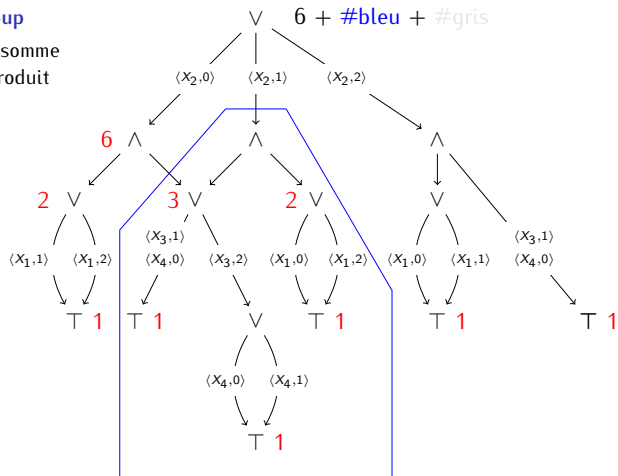 -up
∨ 6 + #bleu + #gris
somme
roduit
⟨X₂,0⟩ ⟨X₂,1⟩ ⟨X₂,2⟩
6 ∧ ∧ ∧
2 ∨ 3 ∨ 2 ∨ ∨
⟨X₃,1⟩ ⟨X₃,1⟩
⟨X₁,1⟩ ⟨X₁,2⟩ ⟨X₄,0⟩ ⟨X₃,2⟩ ⟨X₁,0⟩ ⟨X₁,2⟩ ⟨X₁,0⟩ ⟨X₁,1⟩ ⟨X₄,0⟩
⊤ 1 ⊤ 1 ∨ ⊤ 1 ⊤ 1 ⊤ 1
⟨X₄,0⟩ ⟨X₄,1⟩
⊤ 1